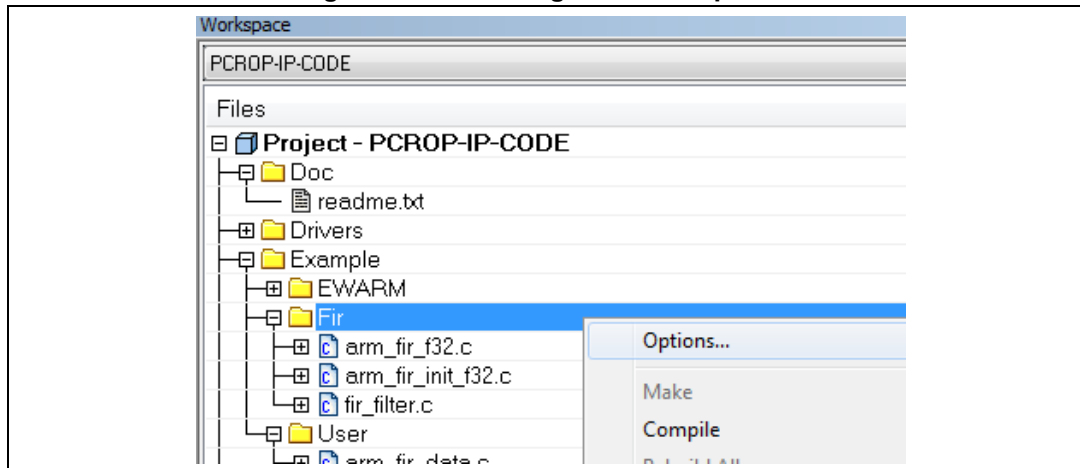 Workspace
PCROP-IP-CODE
Files
Project - PCROP-IP-CODE
Doc
readme.txt
Drivers
Example
EWARM
Fir
Options...
arm_fir_f32.c
arm_fir_init_f32.c
Make
fir_filter.c
Compile
User